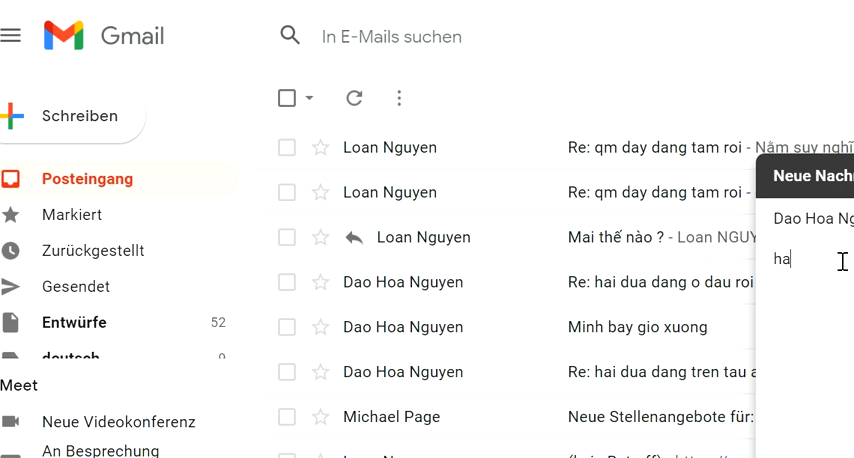 Gmail
In E-Mails suchen
Schreiben
Posteingang
Markiert
Zurückgestellt
Gesendet
Entwürfe 52
Meet
Neue Videokonferenz
An Besprechung
Loan Nguyen Re: qm day dang tam roi - Nằm suy nghĩ
Loan Nguyen Re: qm day dang tam roi -
Loan Nguyen Mai thế nào ? - Loan NGUY
Dao Hoa Nguyen Re: hai dua dang o dau roi
Dao Hoa Nguyen Minh bay gio xuong
Dao Hoa Nguyen Re: hai dua dang tren tau a
Michael Page Neue Stellenangebote für:
Neue Nach
Dao Hoa Ng
ha